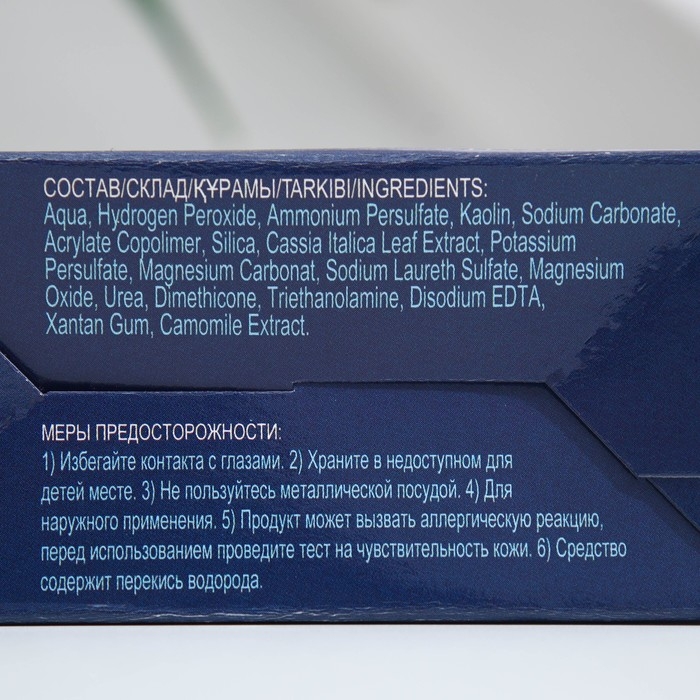 СОСТАВ/СКЛАД/ҚҰРАМЫ/TARKIBI/INGREDIENTS:
Aqua, Hydrogen Peroxide, Ammonium Persulfate, Kaolin, Sodium Carbonate,
Acrylate Copolimer, Silica, Cassia Italica Leaf Extract, Potassium
Persulfate, Magnesium Carbonat, Sodium Laureth Sulfate, Magnesium
Oxide, Urea, Dimethicone, Triethanolamine, Disodium EDTA,
Xantan Gum, Camomile Extract.
МЕРЫ ПРЕДОСТОРОЖНОСТИ:
1) Избегайте контакта с глазами. 2) Храните в недоступном для
детей месте. 3) Не пользуйтесь металлической посудой. 4) Для
наружного применения. 5) Продукт может вызвать аллергическую реакцию,
перед использованием проведите тест на чувствительность кожи. 6) Средство
содержит перекись водорода.